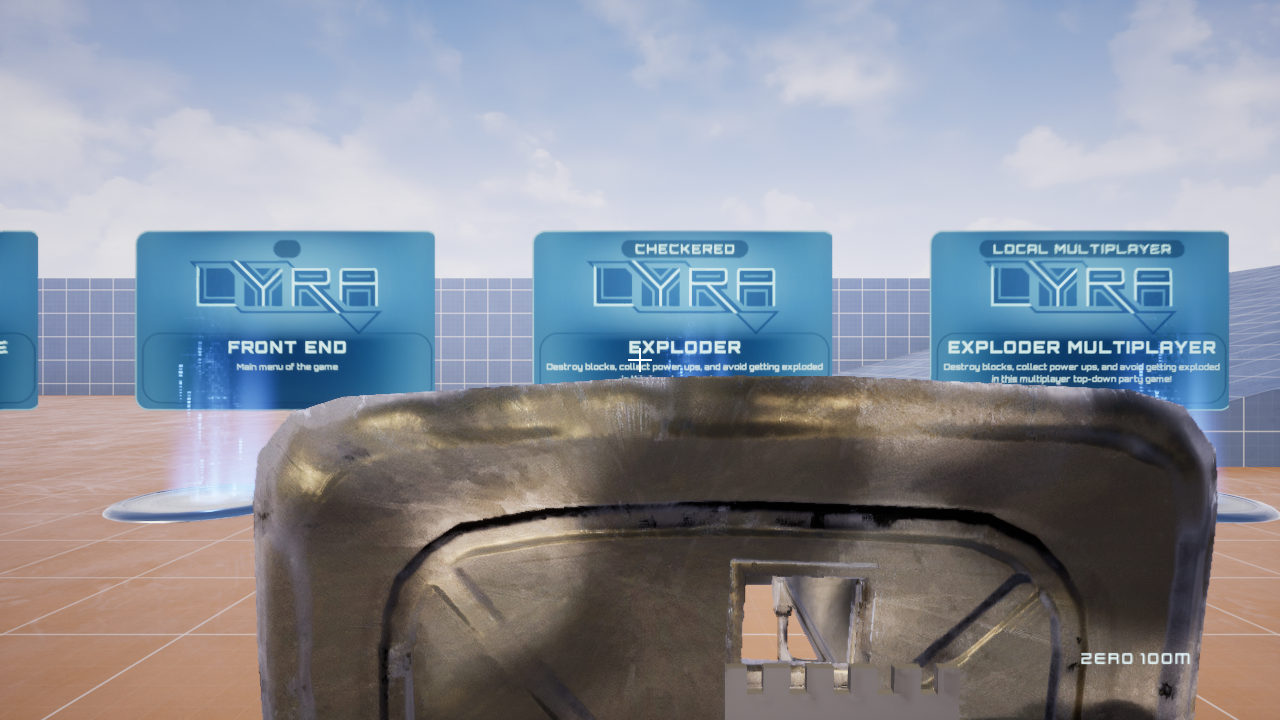 E
LYRA
FRONT END
Main menu of the game
CHECKERED
LYRA
EXPLODER
Destroy blocks, collect power ups, and avoid getting exploded
LOCAL MULTIPLAYER
LYRA
EXPLODER MULTIPLAYER
Destroy blocks, collect power ups, and avoid getting exploded
in this multiplayer top-down party game!
ZERO 100M